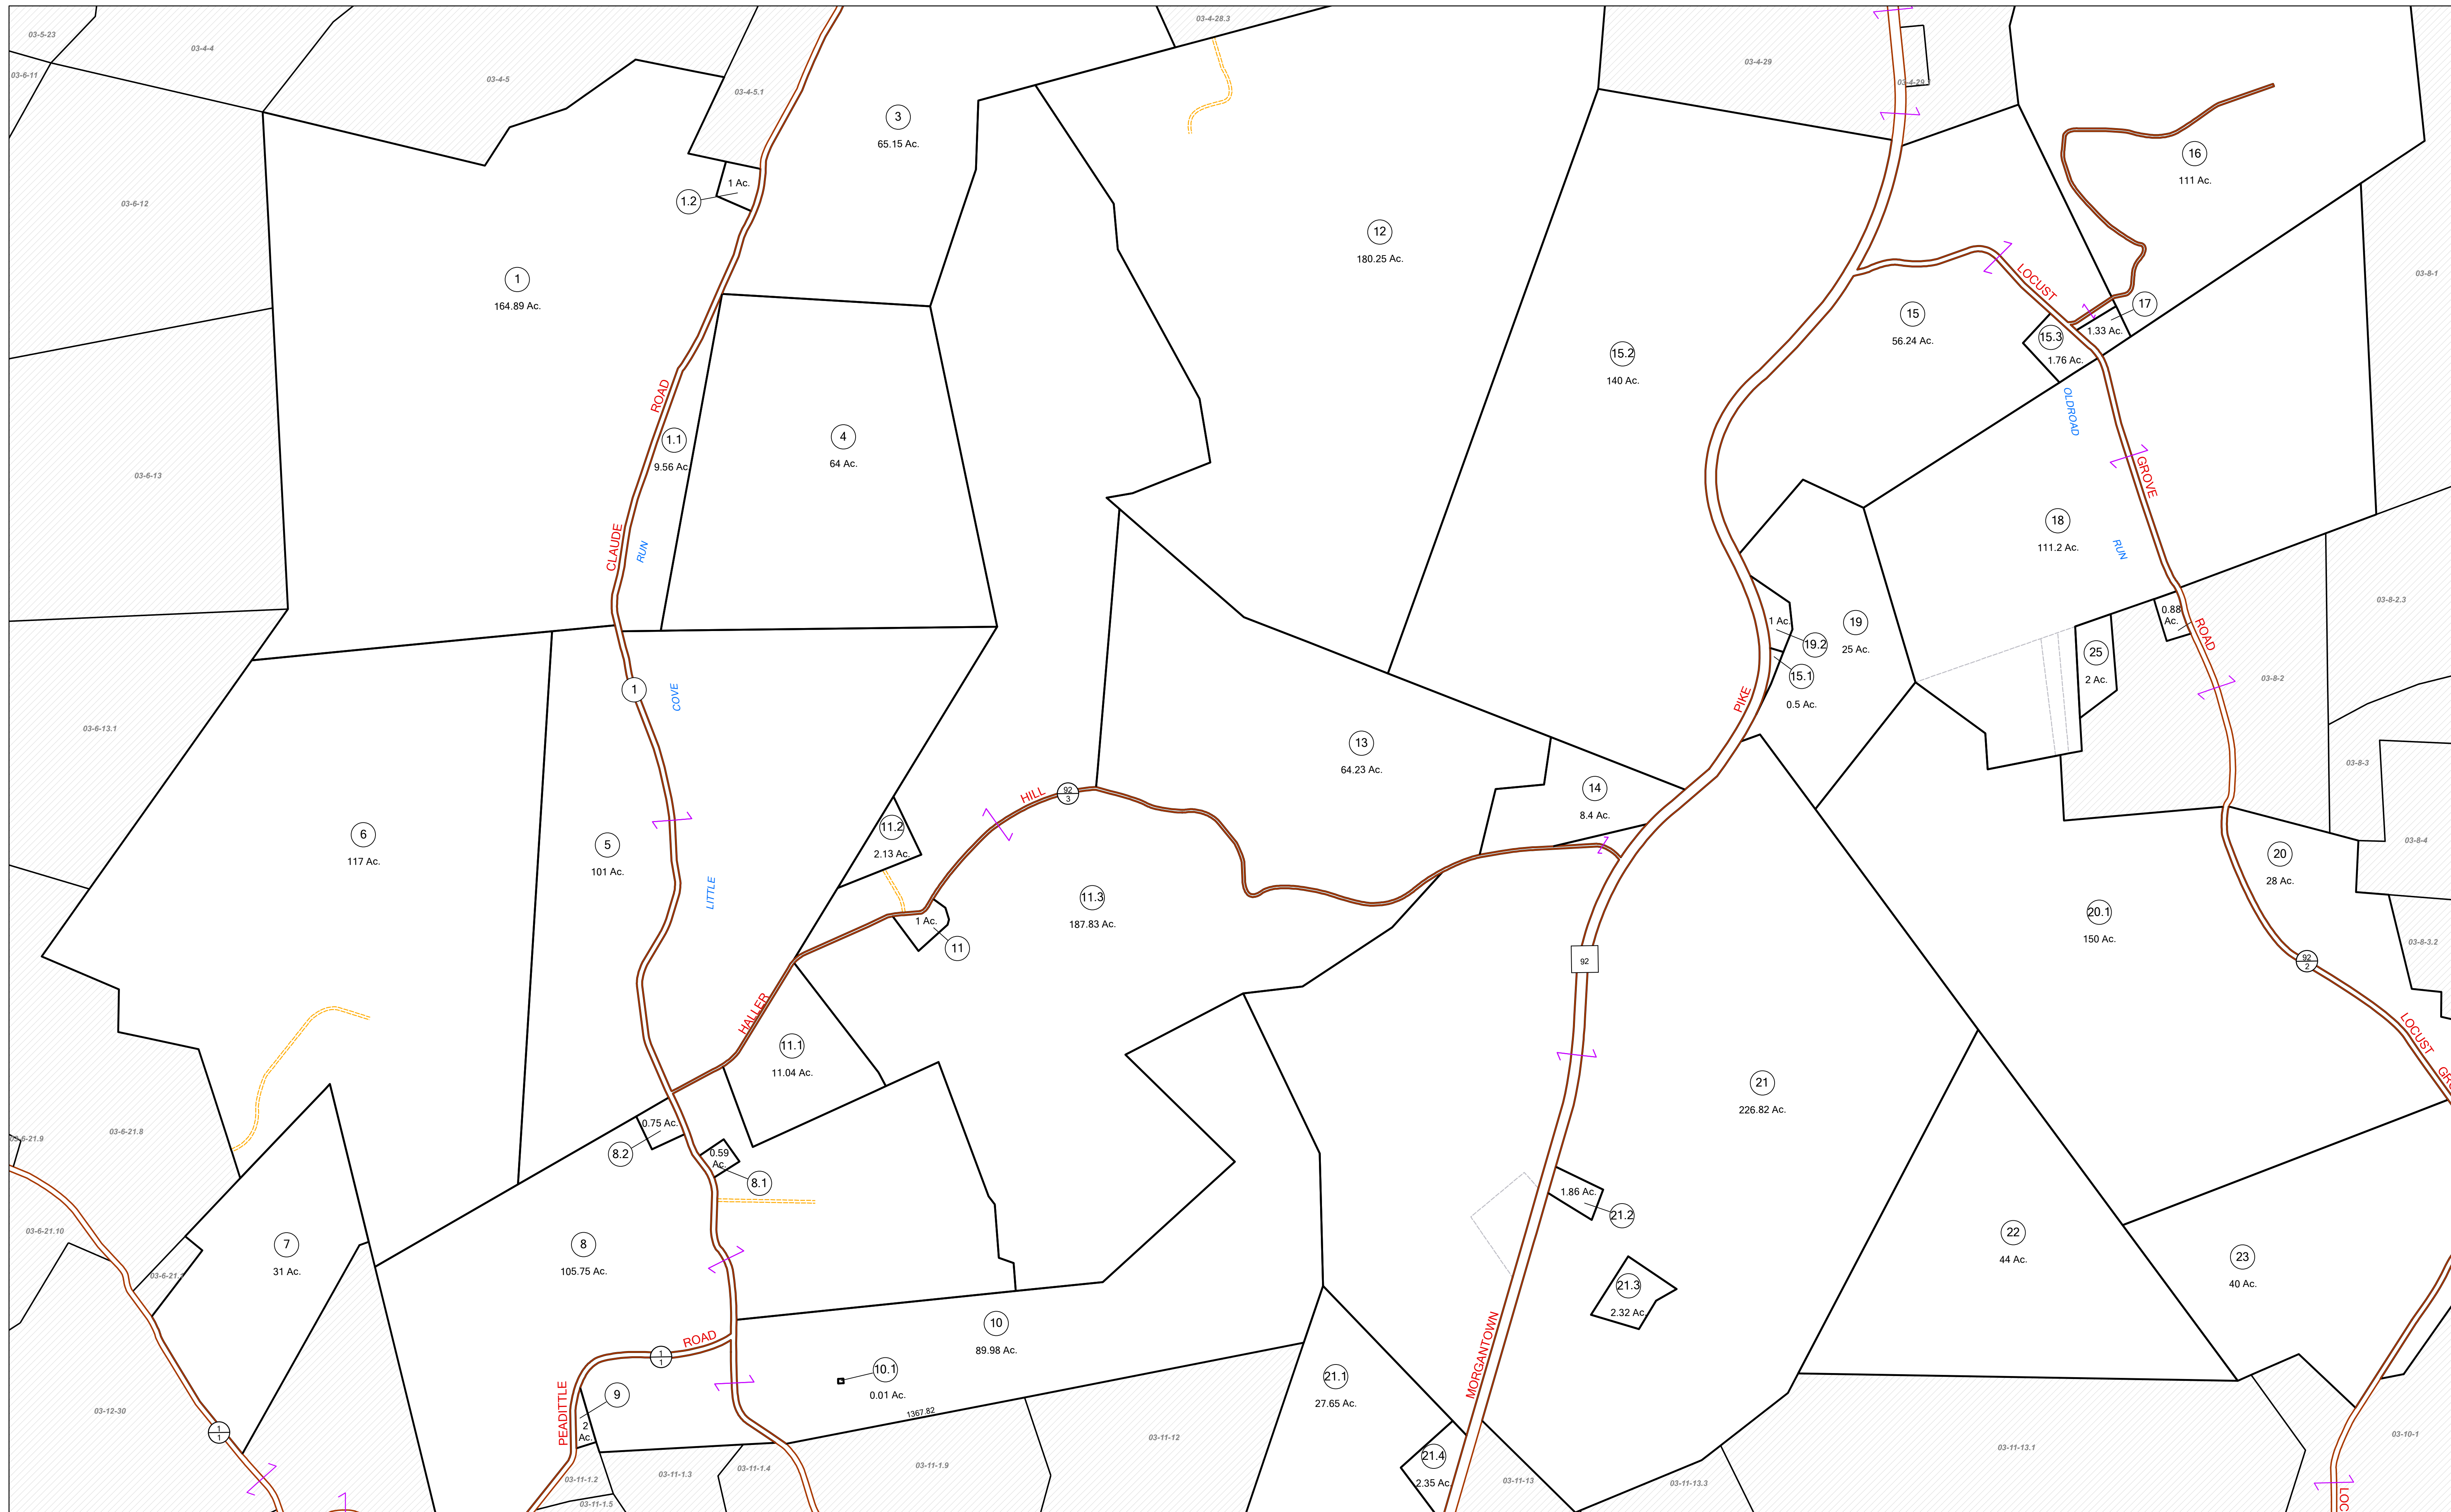 03-5-23
03-4-4
03-6-11
03-4-5
03-4-5.1
03-4-28.3
03-4-29
03-4-29.1
3
65.15 Ac.
1 Ac.
1.2
16
111 Ac.
03-6-12
12
180.25 Ac.
1
164.89 Ac.
LOCUST
03-8-1
17
1.33 Ac.
15
56.24 Ac.
15.3
1.76 Ac.
15.2
140 Ac.
ROAD
OLDROAD
1.1
9.56 Ac.
4
64 Ac.
GROVE
03-6-13
CLAUDE
RUN
18
111.2 Ac.
RUN
03-8-2.3
0.88
Ac.
ROAD
1 Ac.
19.2
19
25 Ac.
25
2 Ac.
15.1
0.5 Ac.
03-8-2
1
COVE
PIKE
03-6-13.1
13
64.23 Ac.
03-8-3
14
8.4 Ac.
HILL
92
3
6
117 Ac.
5
101 Ac.
11.2
2.13 Ac.
03-8-4
20
28 Ac.
LITTLE
11.3
187.83 Ac.
20.1
150 Ac.
1 Ac.
11
03-8-3.2
92
92
2
HALLER
LOCUST
11.1
11.04 Ac.
21
226.82 Ac.
03-6-21.9
03-6-21.8
0.75 Ac.
8.2
0.59
Ac.
8.1
1.86 Ac.
21.2
03-6-21.10
7
31 Ac.
8
105.75 Ac.
22
44 Ac.
23
40 Ac.
21.3
2.32 Ac.
10
89.98 Ac.
ROAD
1
1
MORGANTOWN
10.1
0.01 Ac.
21.1
27.65 Ac.
9
2
Ac.
PEADITTLE
1367.82
03-12-30
1
1
03-11-12
03-11-13.1
03-10-1
21.4
2.35 Ac.
03-11-1.2
03-11-1.3
03-11-1.4
03-11-1.9
03-11-13
03-11-13.3
03-11-1.5